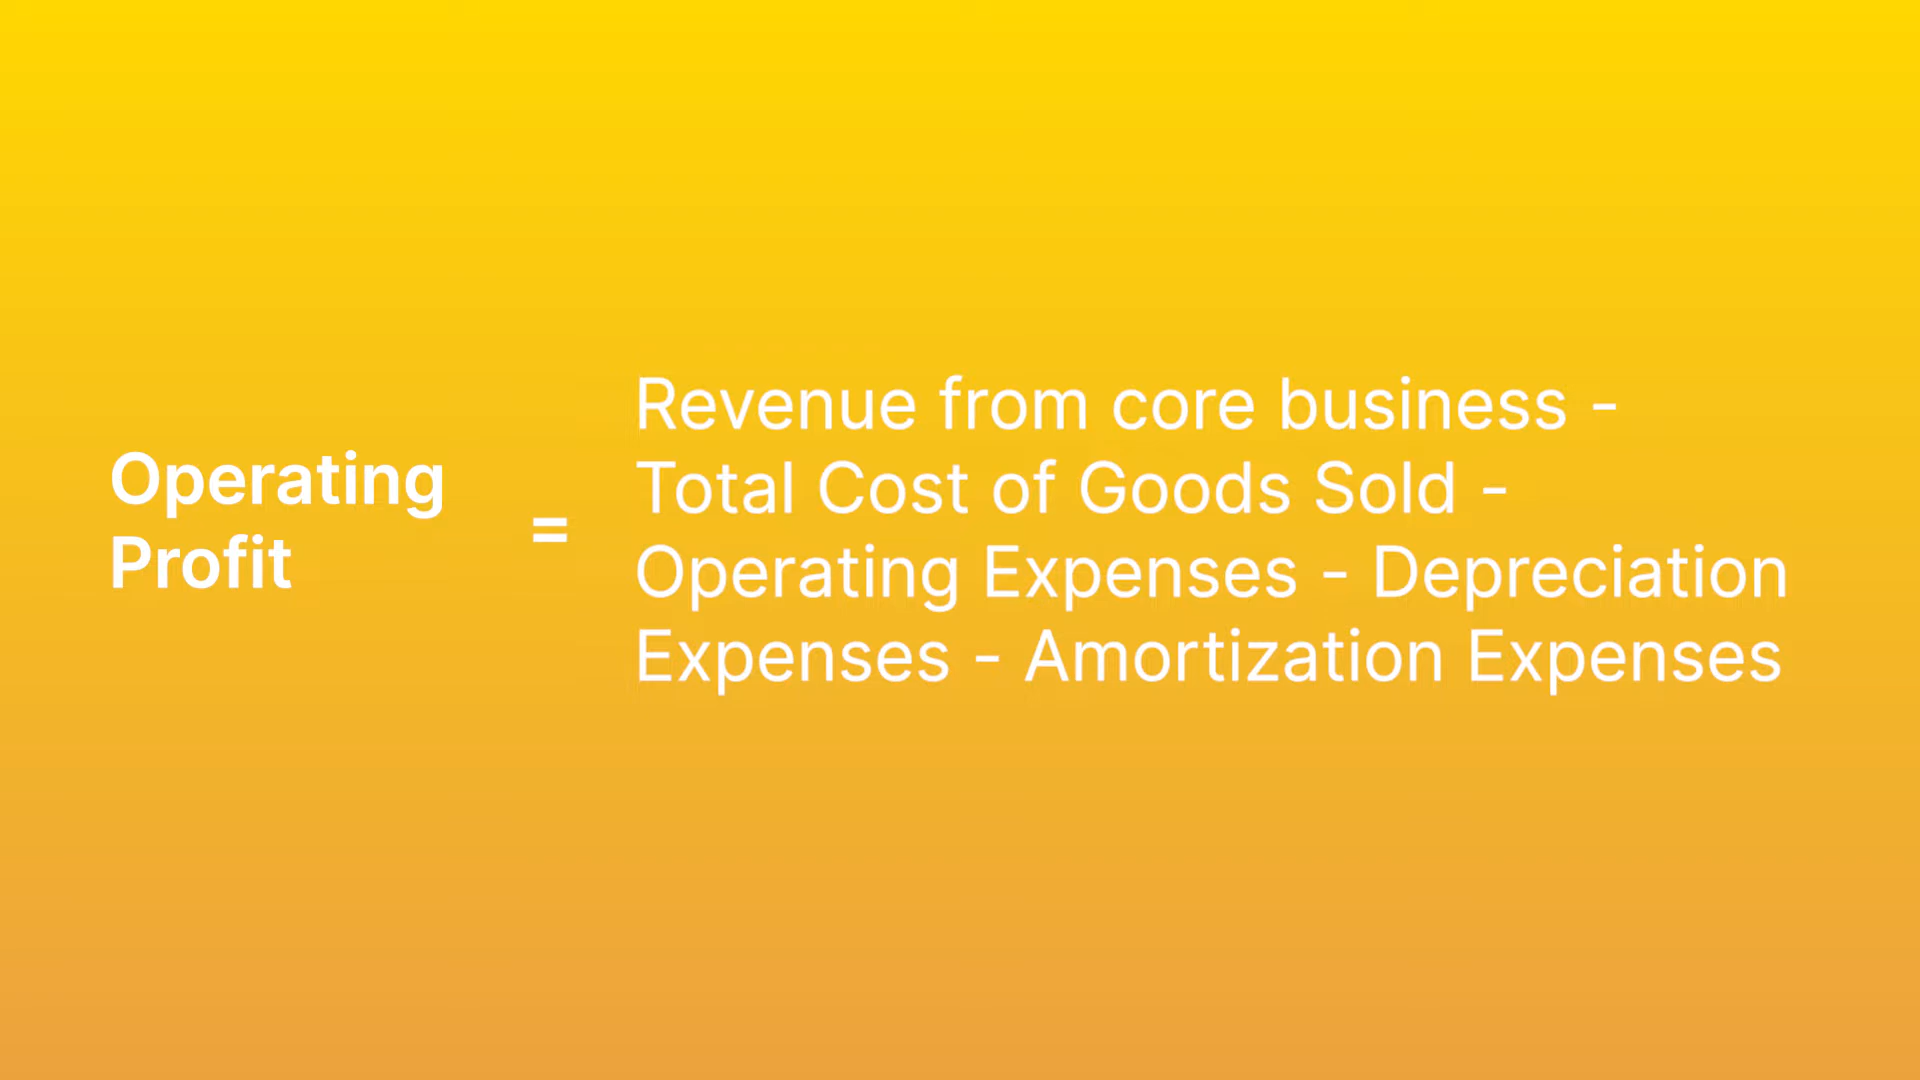 Operating
Profit
=
Revenue from core business -
Total Cost of Goods Sold -
Operating Expenses - Depreciation
Expenses - Amortization Expenses